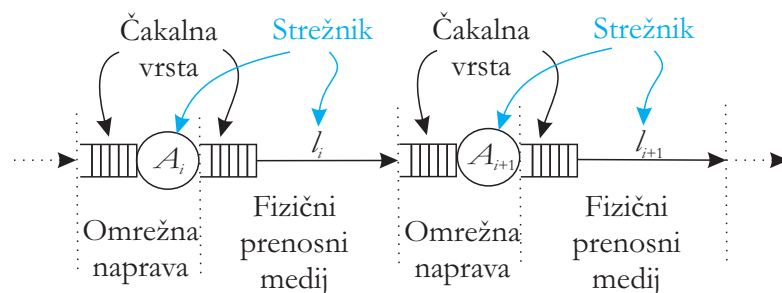 Čakalna
vrsta
Strežnik
Čakalna
vrsta
Strežnik
A_i
l_i
A_{i+1}
l_{i+1}
Omrežna
naprava
Fizični
prenosni
medij
Omrežna
naprava
Fizični
prenosni
medij